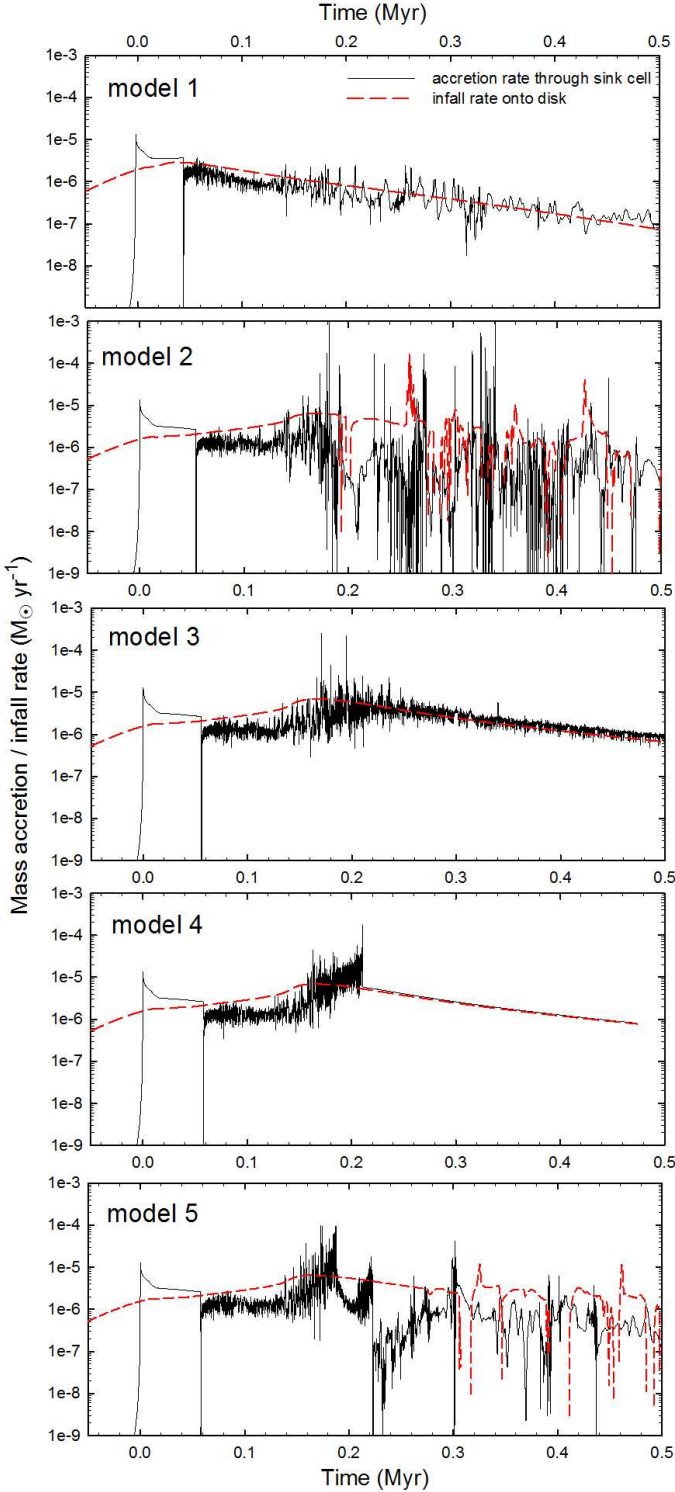 Time (Myr)
0.0 0.1 0.2 0.3 0.4 0.5
1e-3
model 1
accretion rate through sink cell
infall rate onto disk
1e-4
1e-5
1e-6
1e-7
1e-8
1e-3
model 2
1e-4
1e-5
1e-6
1e-7
1e-8
1e-9
0.0 0.1 0.2 0.3 0.4 0.5
Mass accretion / infall rate (M☉ yr-1)
1e-3
model 3
1e-4
1e-5
1e-6
1e-7
1e-8
1e-9
0.0 0.1 0.2 0.3 0.4 0.5
1e-3
model 4
1e-4
1e-5
1e-6
1e-7
1e-8
1e-9
0.0 0.1 0.2 0.3 0.4 0.5
1e-3
model 5
1e-4
1e-5
1e-6
1e-7
1e-8
1e-9
0.0 0.1 0.2 0.3 0.4 0.5
Time (Myr)